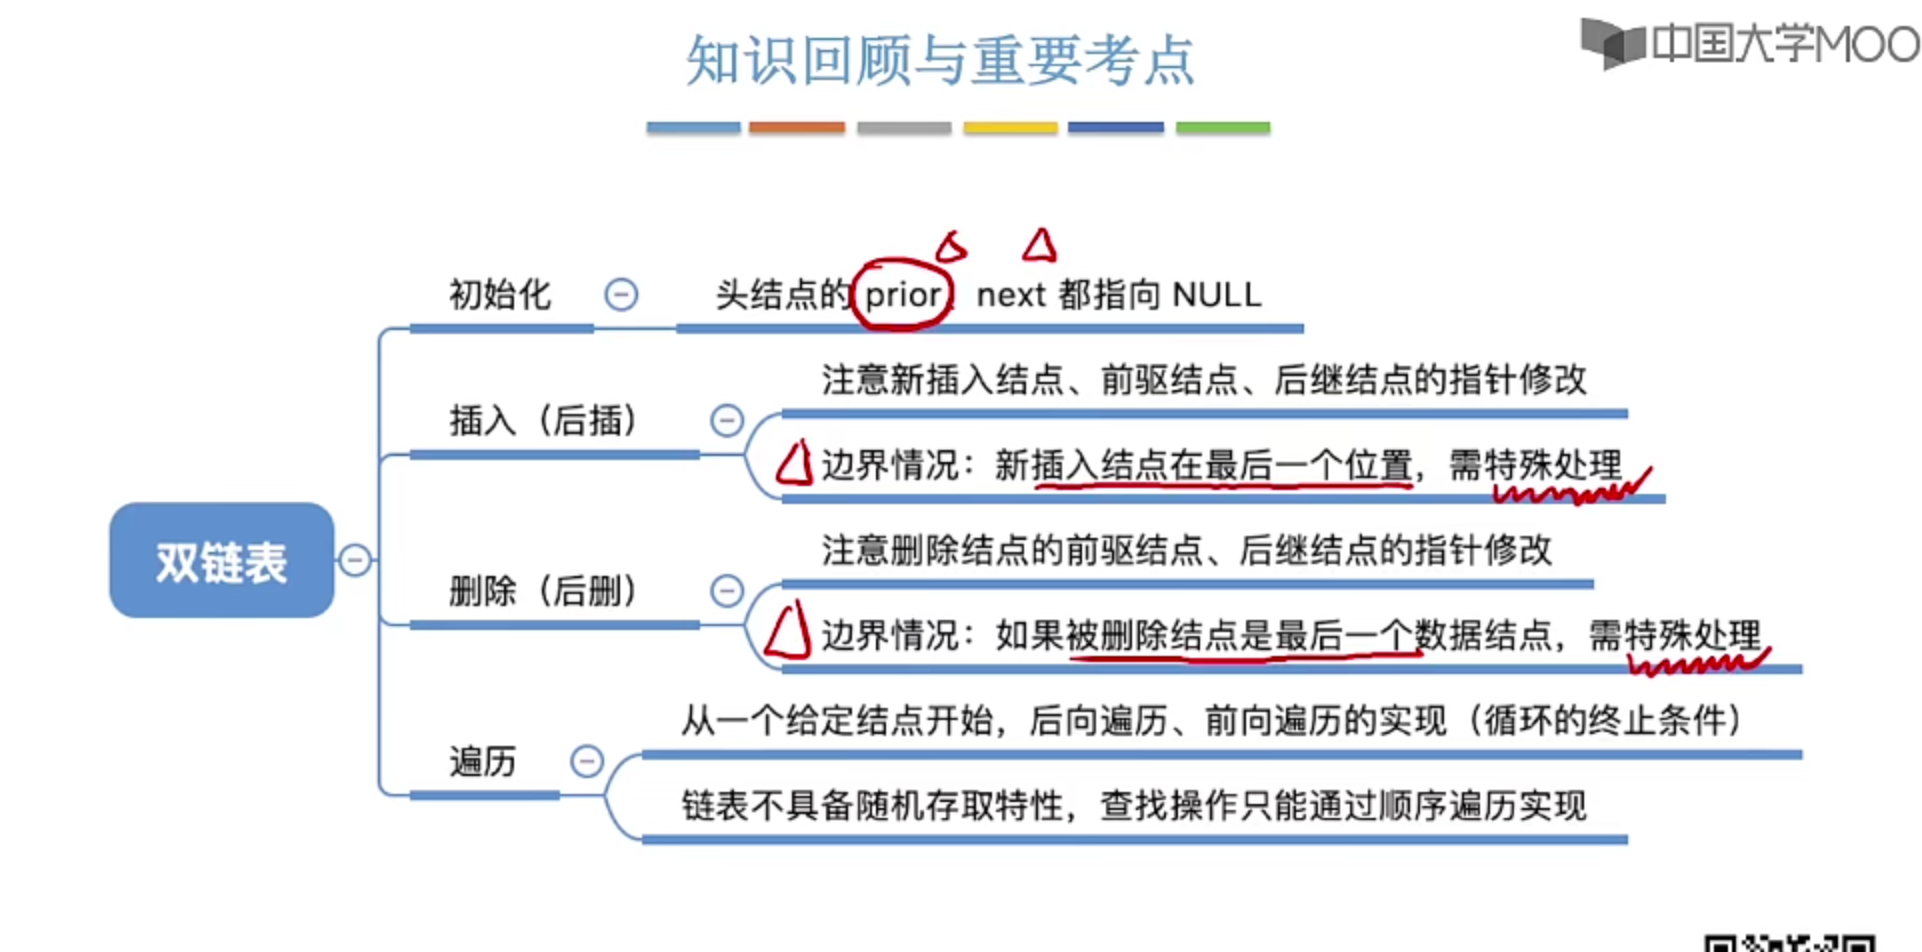 知识回顾与重要考点
中国大学MOO
初始化
头结点的 prior、next 都指向 NULL
插入（后插）
注意新插入结点、前驱结点、后继结点的指针修改
边界情况：新插入结点在最后一个位置，需特殊处理
双链表
删除（后删）
注意删除结点的前驱结点、后继结点的指针修改
边界情况：如果被删除结点是最后一个数据结点，需特殊处理
遍历
从一个给定结点开始，后向遍历、前向遍历的实现（循环的终止条件）
链表不具备随机存取特性，查找操作只能通过顺序遍历实现